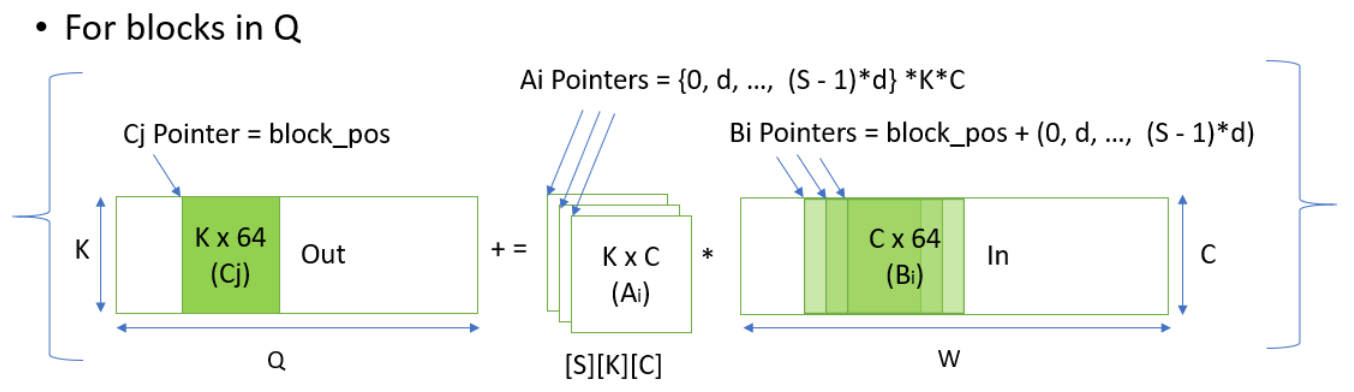 • For blocks in Q
Ai Pointers = {0, d, ..., (S - 1)*d} *K*C
Cj Pointer = block_pos
Bi Pointers = block_pos + (0, d, ..., (S - 1)*d)
K
K x 64
(Cj)
Out
+ =
K x C
(Ai)
*
C x 64
(Bi)
In
C
Q
[S][K][C]
W